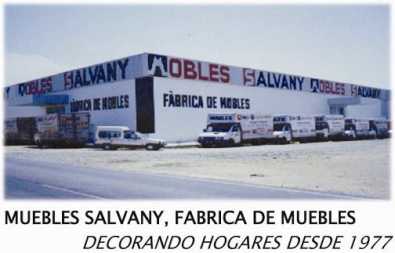 MOBLES SALVANY MOBLES SALVANY MOBLES SALVANY
FÀBRICA DE MOBLES FÀBRICA DE MOBLES
MUEBLES SALVANY, FABRICA DE MUEBLES
DECORANDO HOGARES DESDE 1977